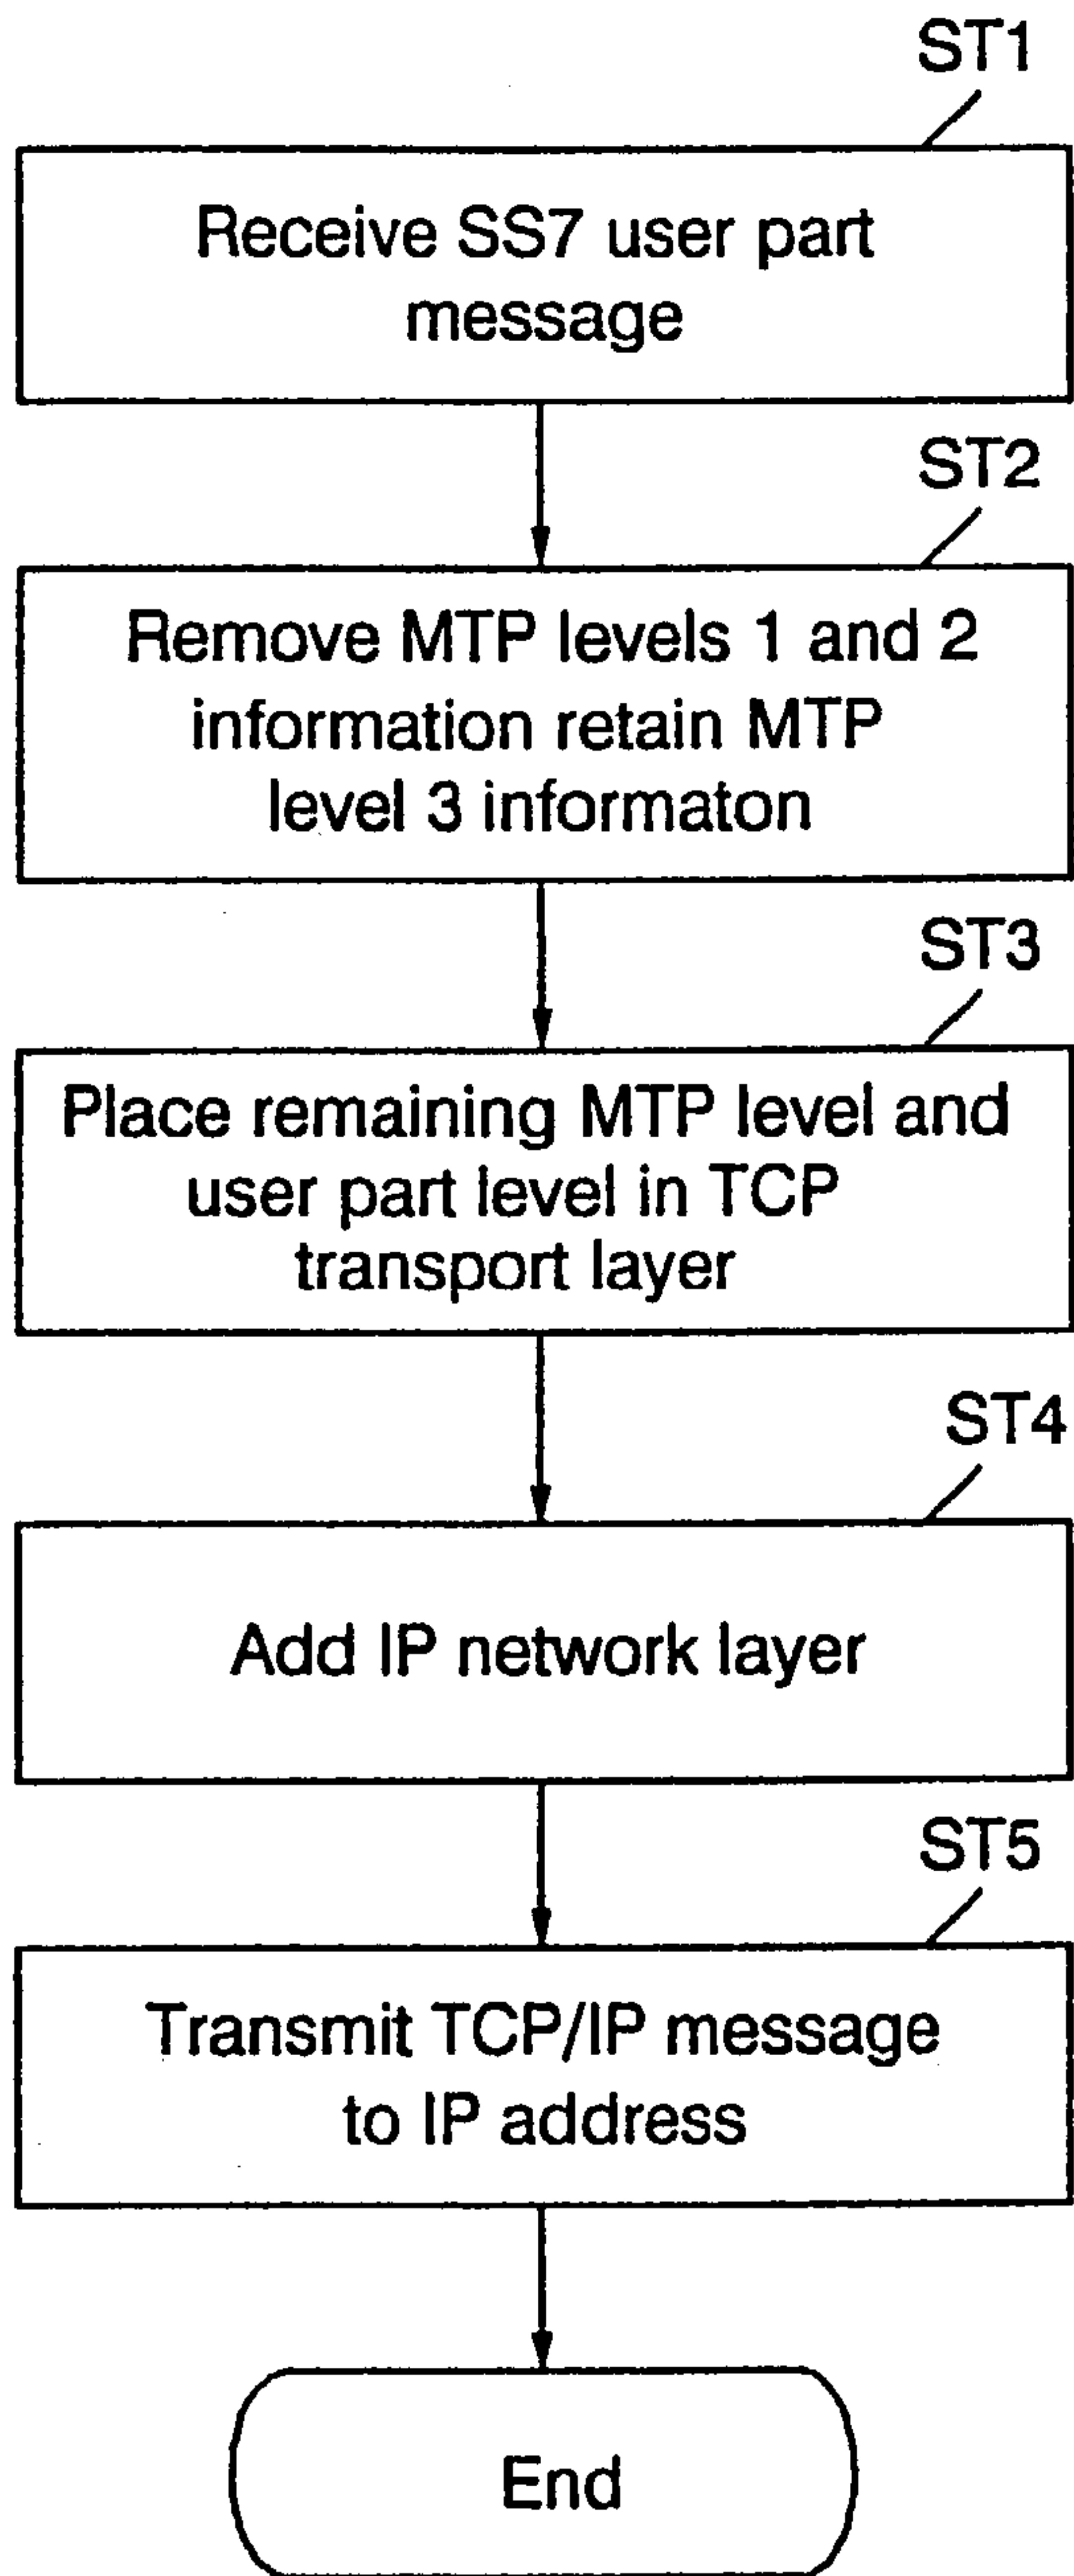 ST1
Receive SS7 user part
message
ST2
Remove MTP levels 1 and 2
information retain MTP
level 3 informaton
ST3
Place remaining MTP level and
user part level in TCP
transport layer
ST4
Add IP network layer
ST5
Transmit TCP/IP message
to IP address
End